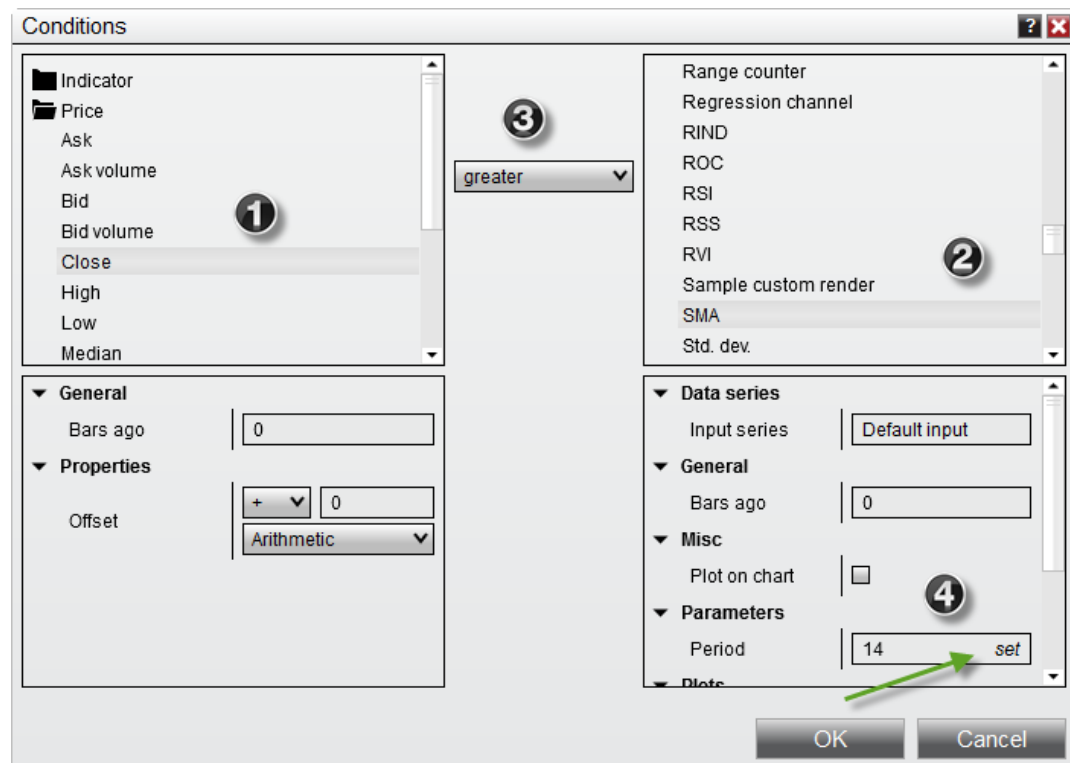 Conditions
?
Indicator
Price
Ask
Ask volume
Bid
Bid volume
Close
High
Low
Median
1
3
greater
Range counter
Regression channel
RIND
ROC
RSI
RSS
RVI
Sample custom render
SMA
Std. dev.
2
General
Bars ago 0
Properties
Offset + 0
Arithmetic
Data series
Input series Default input
General
Bars ago 0
Misc
Plot on chart
4
Parameters
Period 14 set
Plots
OK Cancel